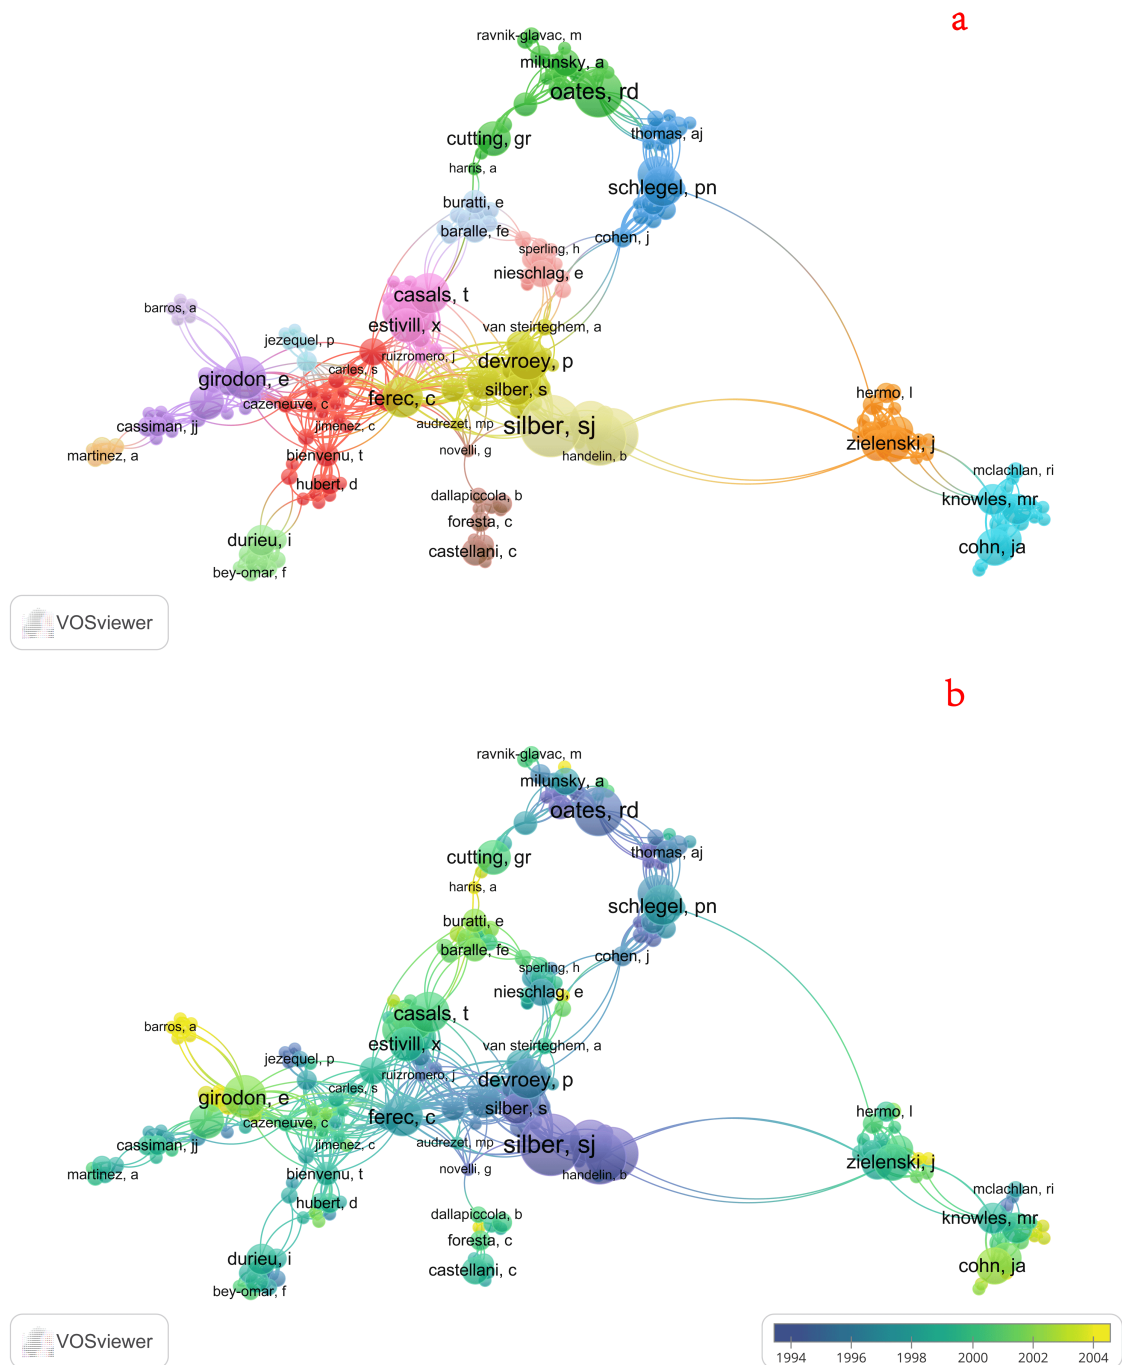 a
ravnik-glavac, m
milunsky, a
oates, rd
thomas, aj
cutting, gr
harris, a
schlegel, pn
buratti, e
baralle, fe
cohen, j
sperling, h
nieschlag, e
casals, t
barros, a
estivill, x
van steirteghem, a
jezequel, p
ruizromero, j
devroey, p
carles, s
girodon, e
silber, s
hermo, l
ferec, c
cazeneuve, c
audrezet, mp
silber, sj
cassiman, jj
jimenez, c
zielenski, j
novelli, g
martinez, a
bienvenu, t
handelin, b
mclachlan, ri
hubert, d
dallapiccola, b
knowles, mr
foresta, c
durieu, i
castellani, c
cohn, ja
bey-omar, f
VOSviewer
b
ravnik-glavac, m
milunsky, a
oates, rd
thomas, aj
cutting, gr
harris, a
schlegel, pn
buratti, e
baralle, fe
cohen, j
sperling, h
nieschlag, e
casals, t
barros, a
estivill, x
van steirteghem, a
jezequel, p
ruizromero, j
devroey, p
carles, s
girodon, e
silber, s
hermo, l
ferec, c
cazeneuve, c
audrezet, mp
silber, sj
cassiman, jj
jimenez, c
zielenski, j
novelli, g
martinez, a
bienvenu, t
handelin, b
mclachlan, ri
hubert, d
dallapiccola, b
knowles, mr
foresta, c
durieu, i
castellani, c
cohn, ja
bey-omar, f
VOSviewer
1994 1996 1998 2000 2002 2004